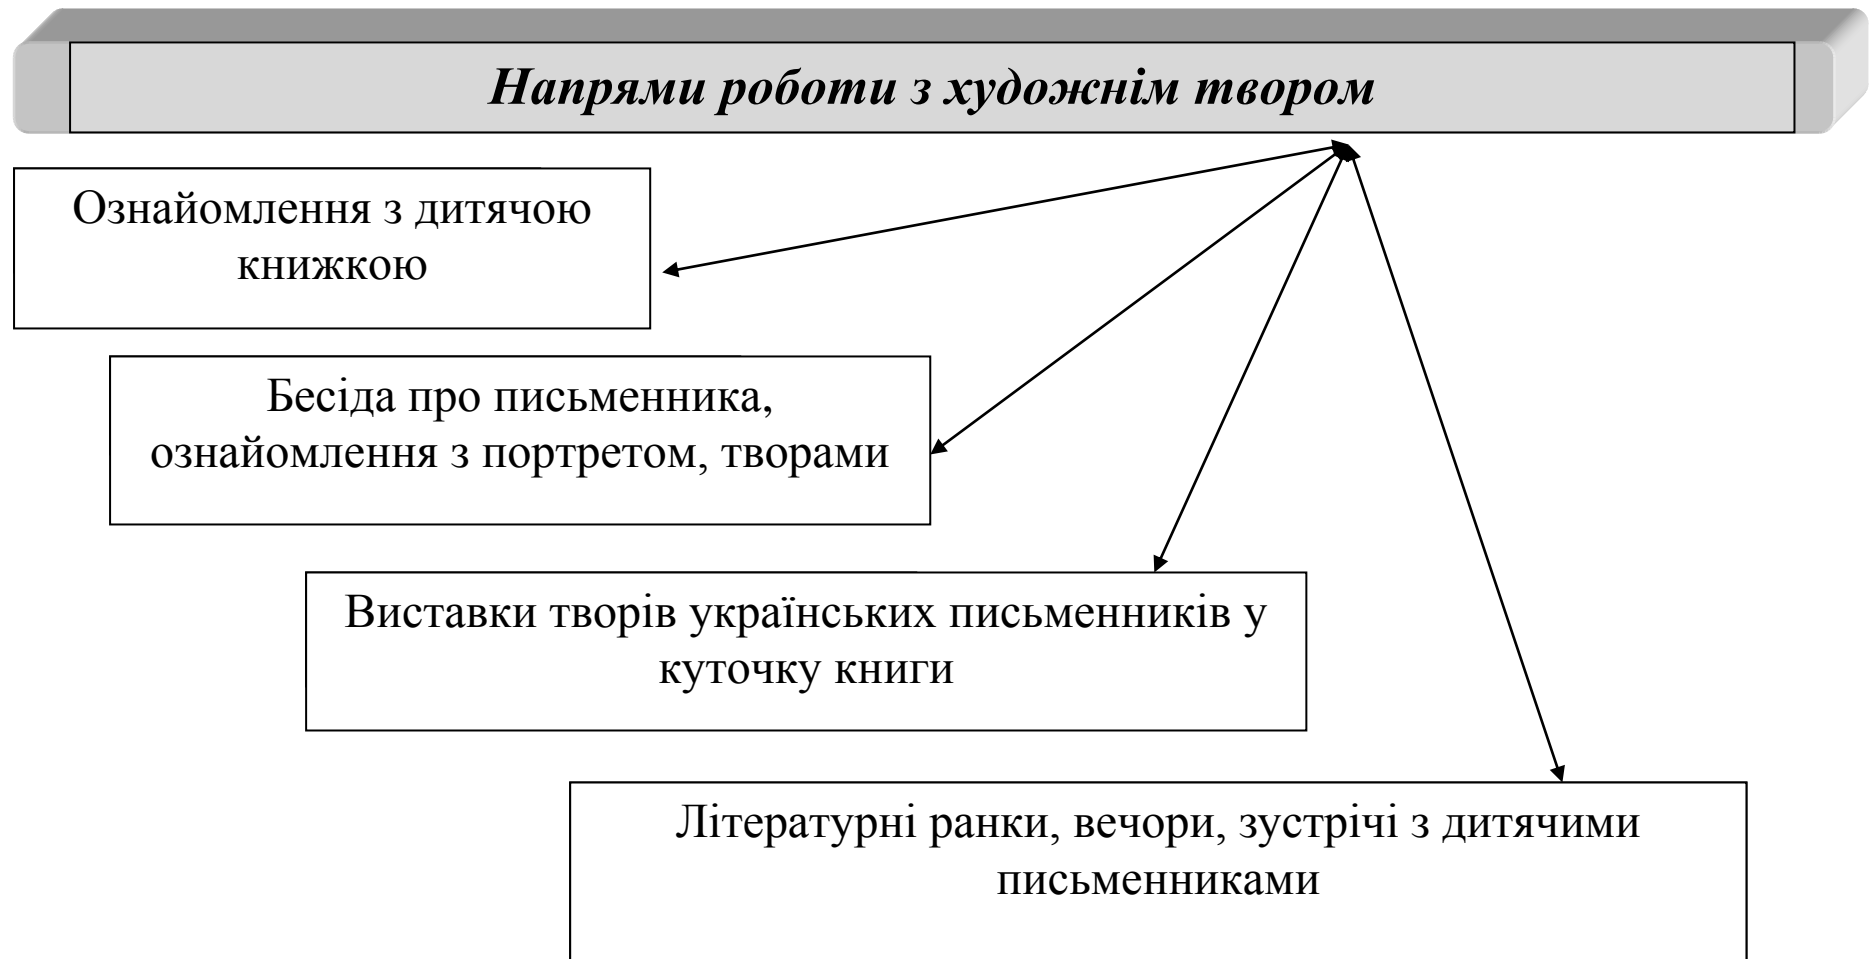 Напрями роботи з художнім твором
Ознайомлення з дитячою
книжкою
Бесіда про письменника,
ознайомлення з портретом, творами
Виставки творів українських письменників у
куточку книги
Літературні ранки, вечори, зустрічі з дитячими
письменниками